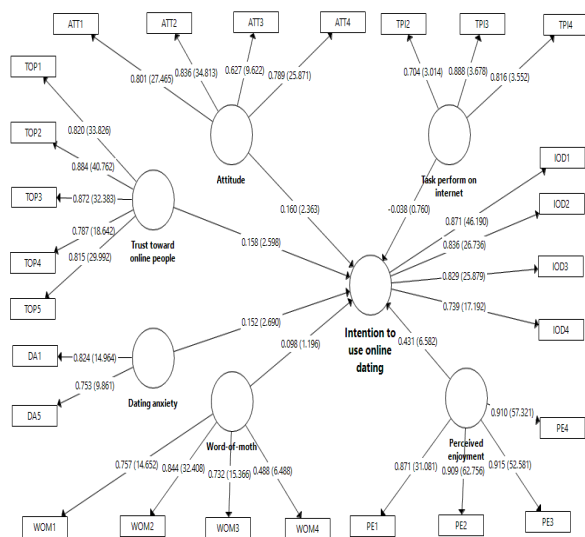 ATT1
ATT2
ATT3
ATT4
TPI2
TPI3
TPI4
TOP1
0.801 (27.465)
0.836 (34.813)
0.627 (9.622)
0.789 (25.871)
0.704 (3.014)
0.888 (3.678)
0.816 (3.552)
0.820 (33.826)
TOP2
0.884 (40.762)
Attitude
Task perform on
internet
IOD1
TOP3
0.872 (32.383)
-0.038 (0.760)
0.871 (46.190)
IOD2
0.160 (2.363)
0.836 (26.736)
0.787 (18.642)
Trust toward
online people
0.158 (2.598)
TOP4
0.815 (29.992)
0.829 (25.879)
IOD3
TOP5
0.739 (17.192)
IOD4
0.152 (2.690)
Intention to
use online
dating
DA1
0.824 (14.964)
0.098 (1.196)
0.431 (6.582)
0.753 (9.861)
DA5
Dating anxiety
Word-of-moth
Perceived
enjoyment
0.910 (57.321)
PE4
0.757 (14.652)
0.844 (32.408)
0.732 (15.366)
0.488 (6.488)
0.871 (31.081)
0.909 (62.756)
0.915 (52.581)
WOM1
WOM2
WOM3
WOM4
PE1
PE2
PE3